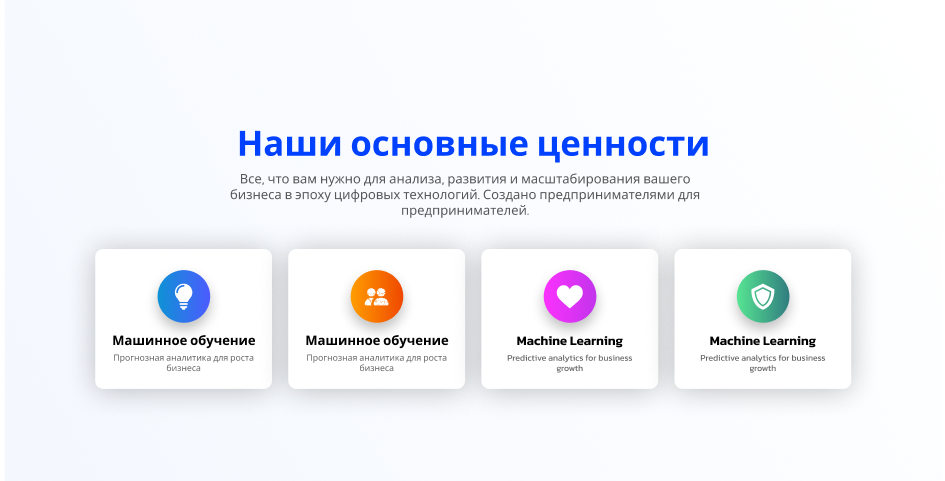 Наши основные ценности
Все, что вам нужно для анализа, развития и масштабирования вашего
бизнеса в эпоху цифровых технологий. Создано предпринимателями для
предпринимателей.
Машинное обучение
Прогнозная аналитика для роста
бизнеса
Машинное обучение
Прогнозная аналитика для роста
бизнеса
Machine Learning
Predictive analytics for business
growth
Machine Learning
Predictive analytics for business
growth